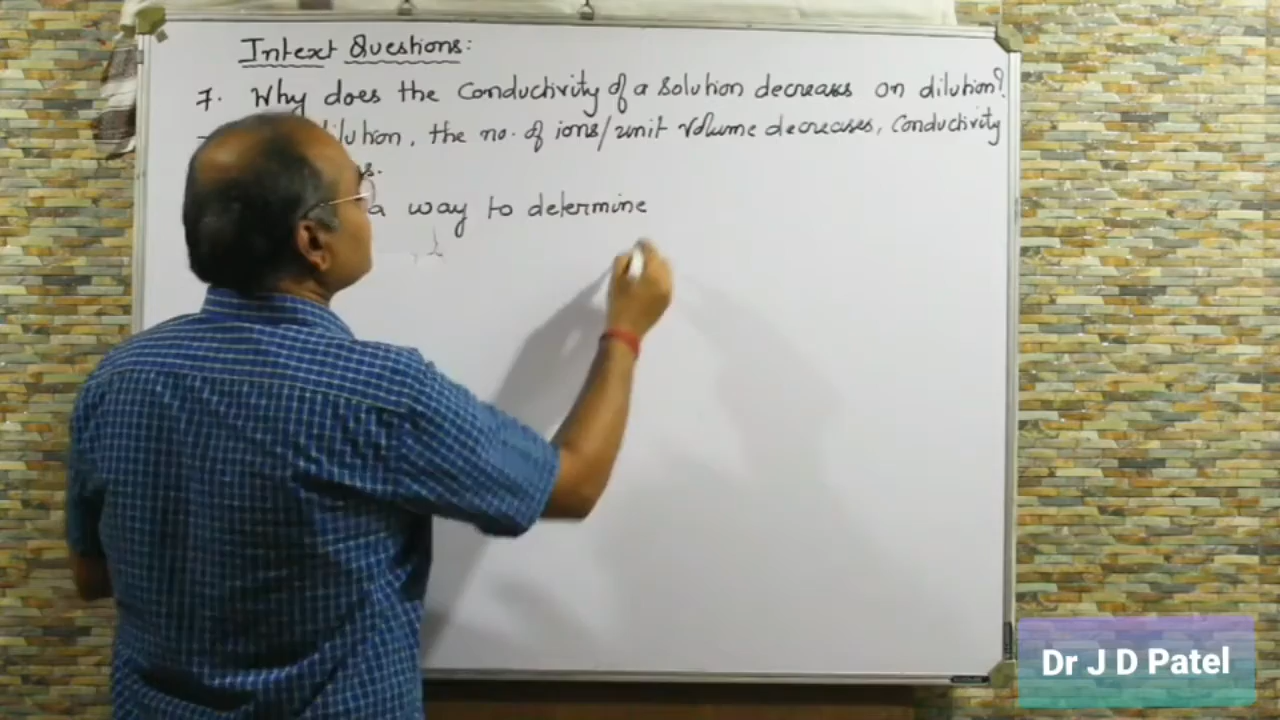 Intext Questions:
7. Why does the Conductivity of a Solution decreases on dilution?
dilution, the no. of ions/unit volume decreases, Conductivity
s.
a way to determine
Dr J D Patel